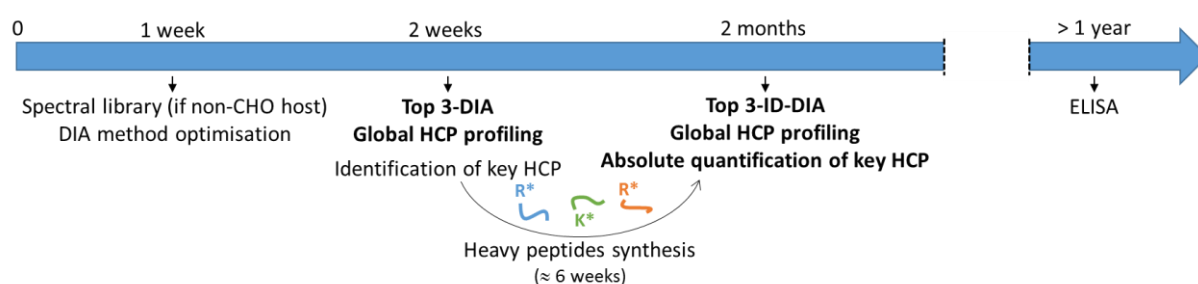 0
1 week
2 weeks
2 months
> 1 year
Spectral library (if non-CHO host)
DIA method optimisation
Top 3-DIA
Global HCP profiling
Identification of key HCP
Top 3-ID-DIA
Global HCP profiling
Absolute quantification of key HCP
ELISA
R*
K*
R*
Heavy peptides synthesis
(≈ 6 weeks)